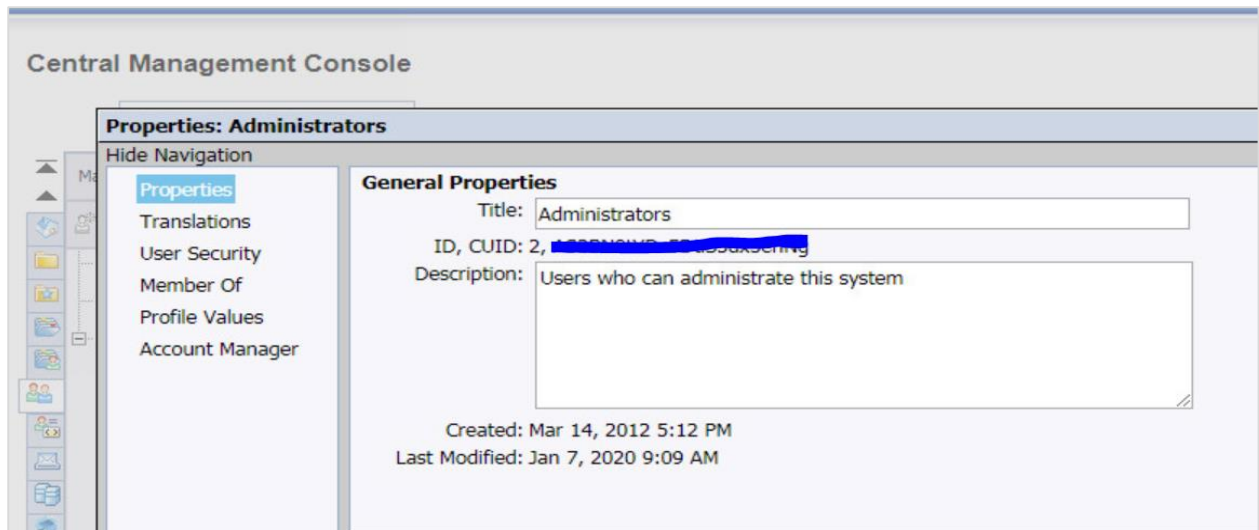 Central Management Console
Properties: Administrators
Hide Navigation
Ma
Properties
Translations
User Security
Member Of
Profile Values
Account Manager
General Properties
Title: Administrators
ID, CUID: 2,
Description: Users who can administrate this system
Created: Mar 14, 2012 5:12 PM
Last Modified: Jan 7, 2020 9:09 AM